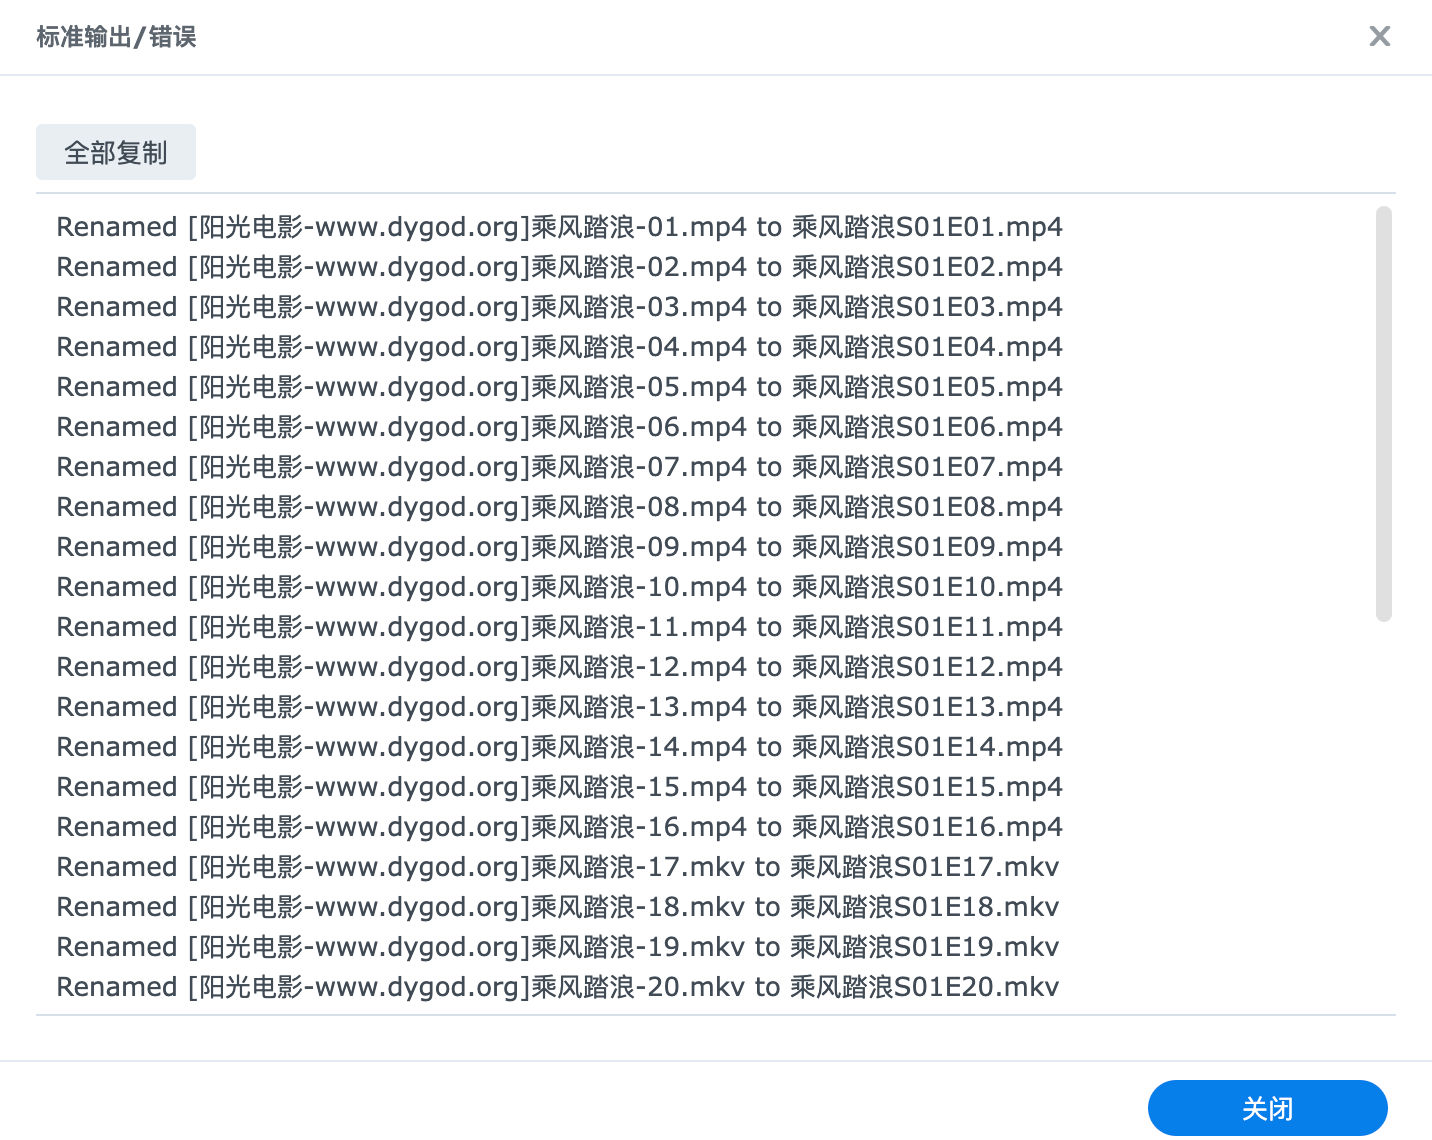 标准输出/错误
全部复制
Renamed [阳光电影-www.dygod.org]乘风踏浪-01.mp4 to 乘风踏浪S01E01.mp4
Renamed [阳光电影-www.dygod.org]乘风踏浪-02.mp4 to 乘风踏浪S01E02.mp4
Renamed [阳光电影-www.dygod.org]乘风踏浪-03.mp4 to 乘风踏浪S01E03.mp4
Renamed [阳光电影-www.dygod.org]乘风踏浪-04.mp4 to 乘风踏浪S01E04.mp4
Renamed [阳光电影-www.dygod.org]乘风踏浪-05.mp4 to 乘风踏浪S01E05.mp4
Renamed [阳光电影-www.dygod.org]乘风踏浪-06.mp4 to 乘风踏浪S01E06.mp4
Renamed [阳光电影-www.dygod.org]乘风踏浪-07.mp4 to 乘风踏浪S01E07.mp4
Renamed [阳光电影-www.dygod.org]乘风踏浪-08.mp4 to 乘风踏浪S01E08.mp4
Renamed [阳光电影-www.dygod.org]乘风踏浪-09.mp4 to 乘风踏浪S01E09.mp4
Renamed [阳光电影-www.dygod.org]乘风踏浪-10.mp4 to 乘风踏浪S01E10.mp4
Renamed [阳光电影-www.dygod.org]乘风踏浪-11.mp4 to 乘风踏浪S01E11.mp4
Renamed [阳光电影-www.dygod.org]乘风踏浪-12.mp4 to 乘风踏浪S01E12.mp4
Renamed [阳光电影-www.dygod.org]乘风踏浪-13.mp4 to 乘风踏浪S01E13.mp4
Renamed [阳光电影-www.dygod.org]乘风踏浪-14.mp4 to 乘风踏浪S01E14.mp4
Renamed [阳光电影-www.dygod.org]乘风踏浪-15.mp4 to 乘风踏浪S01E15.mp4
Renamed [阳光电影-www.dygod.org]乘风踏浪-16.mp4 to 乘风踏浪S01E16.mp4
Renamed [阳光电影-www.dygod.org]乘风踏浪-17.mkv to 乘风踏浪S01E17.mkv
Renamed [阳光电影-www.dygod.org]乘风踏浪-18.mkv to 乘风踏浪S01E18.mkv
Renamed [阳光电影-www.dygod.org]乘风踏浪-19.mkv to 乘风踏浪S01E19.mkv
Renamed [阳光电影-www.dygod.org]乘风踏浪-20.mkv to 乘风踏浪S01E20.mkv
关闭